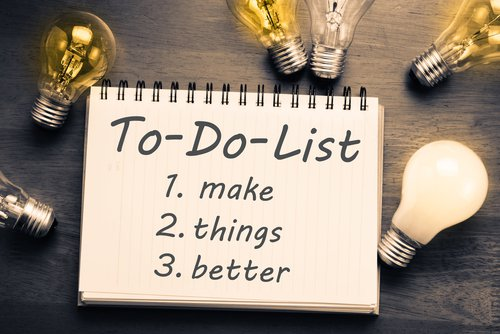 To-Do-List
1. make
2. things
3. better